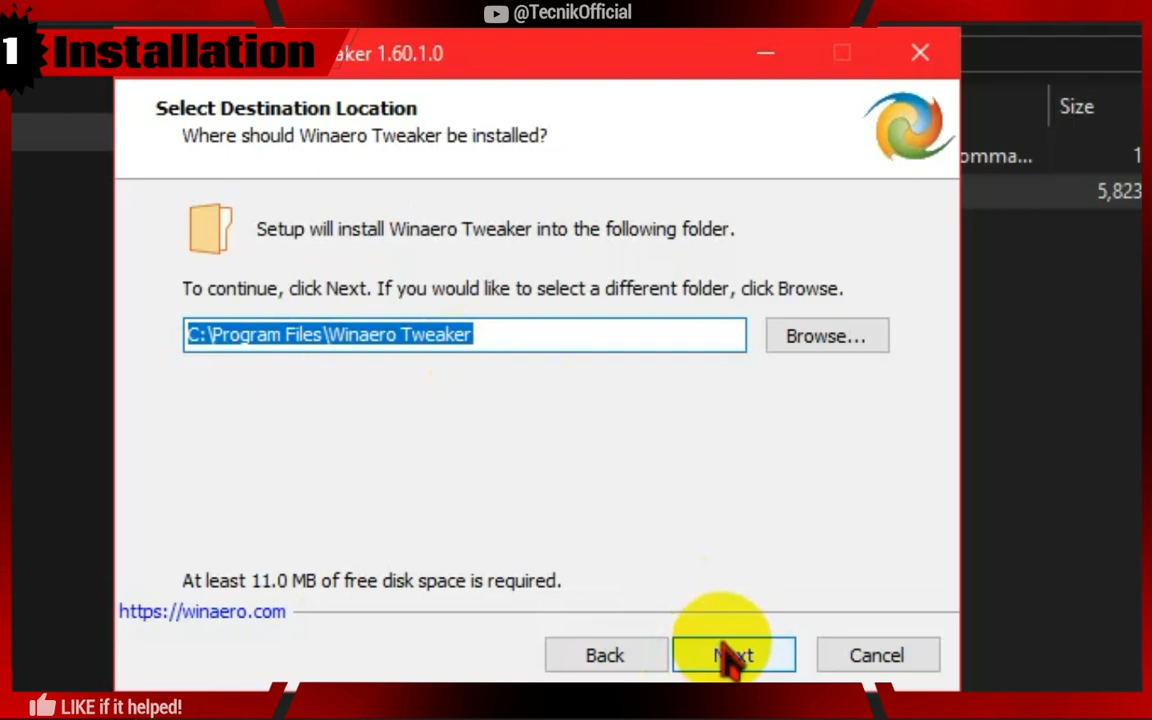 @TecnikOfficial
1 Installation
aker 1.60.1.0
Select Destination Location
Where should Winaero Tweaker be installed?
Size
omma...
1
5,823
Setup will install Winaero Tweaker into the following folder.
To continue, click Next. If you would like to select a different folder, click Browse.
C:\Program Files\Winaero Tweaker
Browse...
At least 11.0 MB of free disk space is required.
https://winaero.com
Back
Next
Cancel
LIKE if it helped!